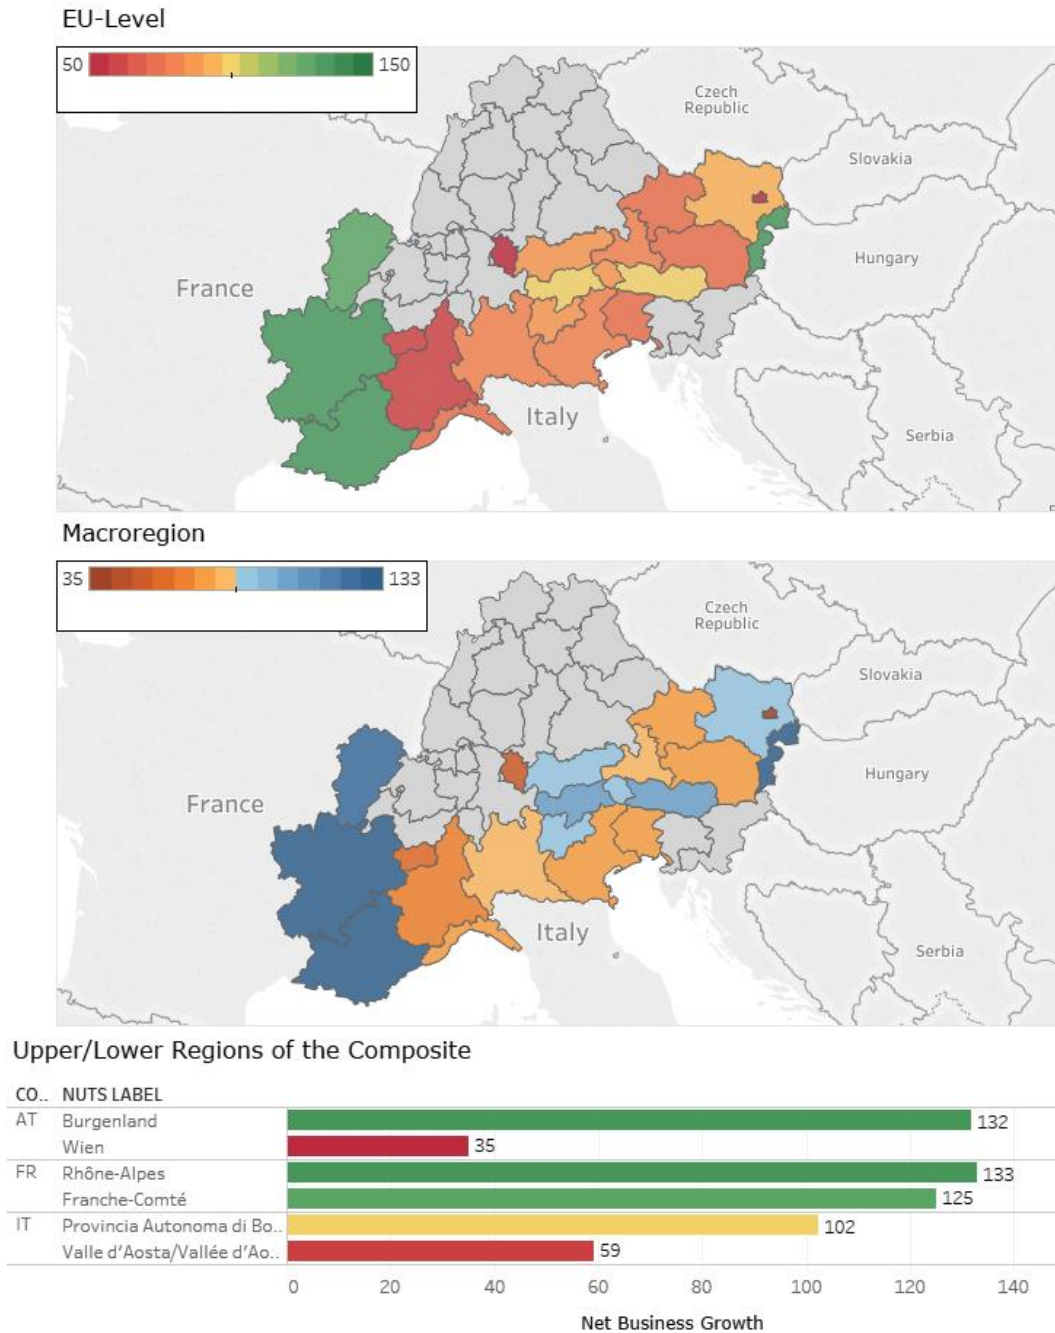 EU-Level
50 150
Czech
Republic
Slovakia
Hungary
France
Italy
Serbia
Macroregion
35 133
Czech
Republic
Slovakia
Hungary
France
Italy
Serbia
Upper/Lower Regions of the Composite
CO.. NUTS LABEL
AT Burgenland 132
Wien 35
FR Rhône-Alpes 133
Franche-Comté 125
IT Provincia Autonoma di Bo.. 102
Valle d'Aosta/Vallée d'Ao.. 59
0 20 40 60 80 100 120 140
Net Business Growth